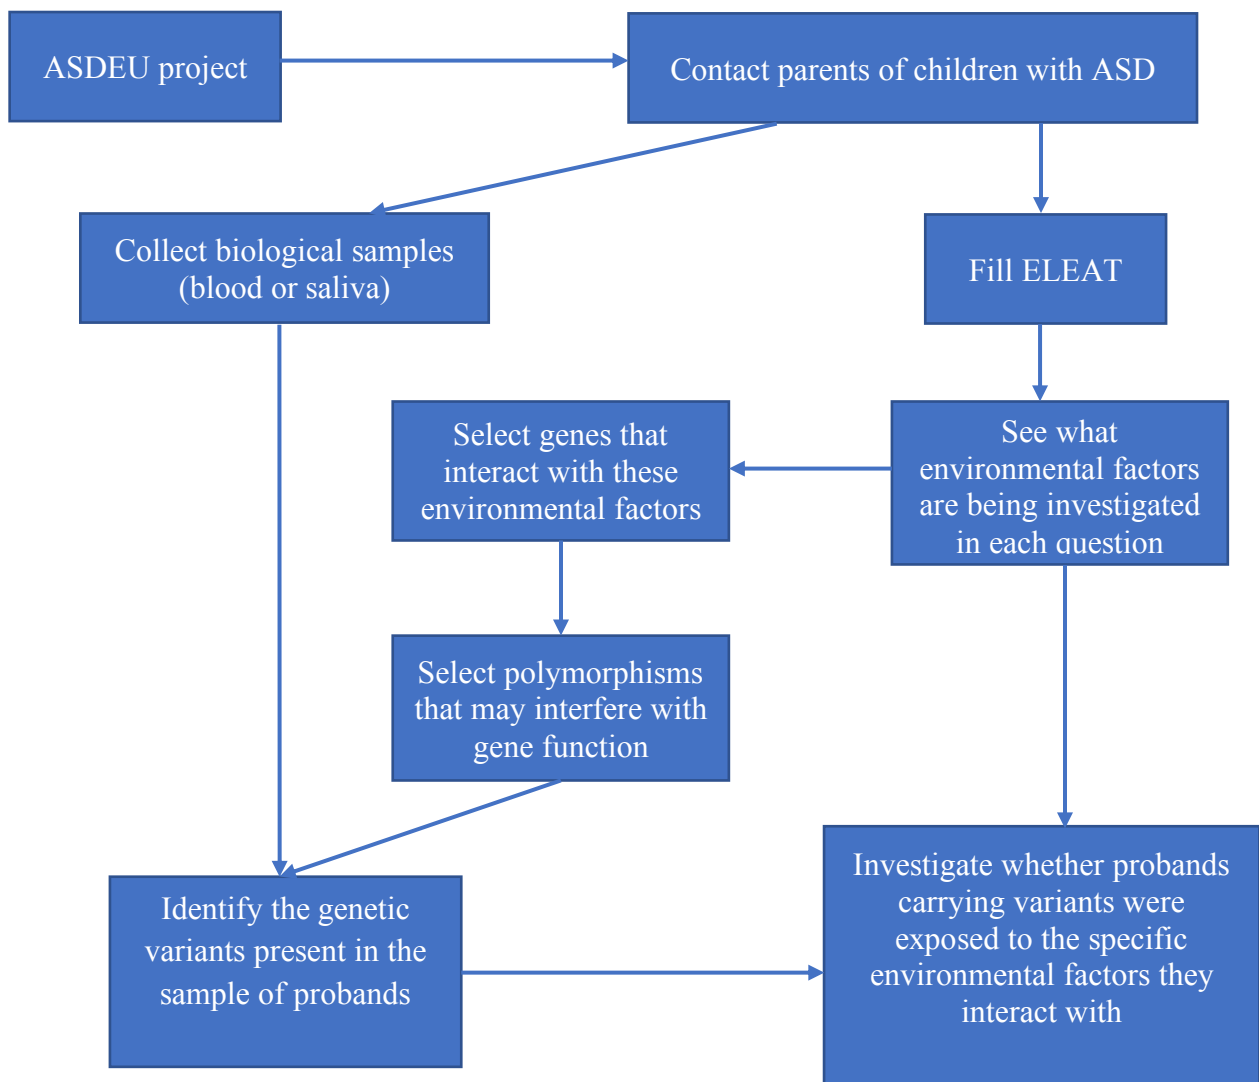 ASDEU project
Contact parents of children with ASD
Collect biological samples
(blood or saliva)
Fill ELEAT
Select genes that
interact with these
environmental factors
See what
environmental factors
are being investigated
in each question
Select polymorphisms
that may interfere with
gene function
Identify the genetic
variants present in the
sample of probands
Investigate whether probands
carrying variants were
exposed to the specific
environmental factors they
interact with